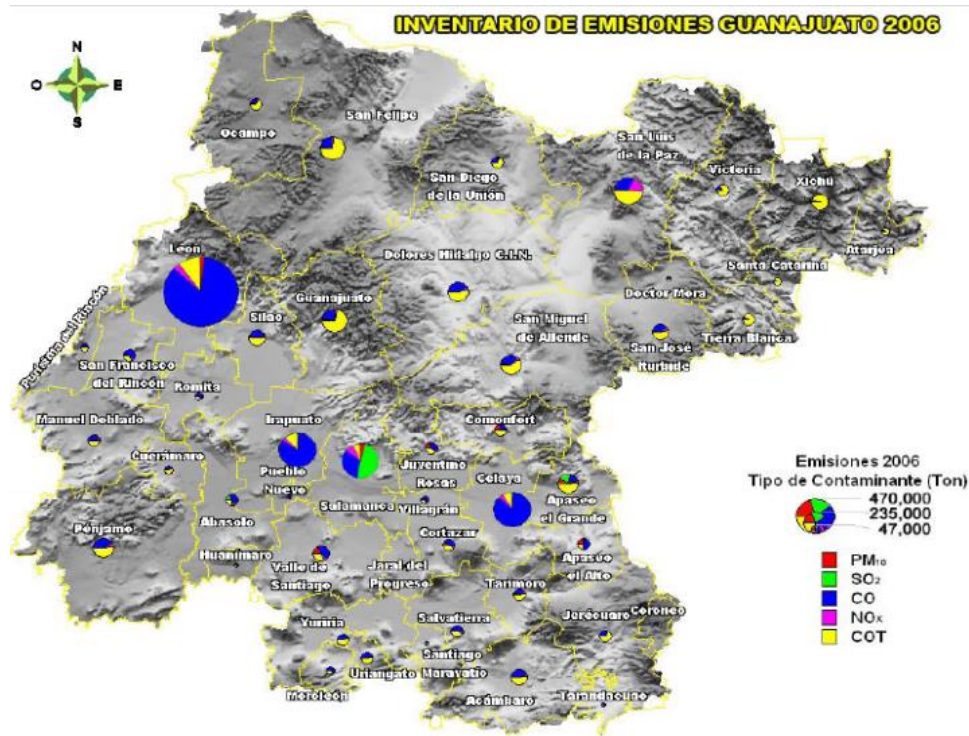 INVENTARIO DE EMISIONES GUANAJUATO 2006
N
O E
S
San Felipe
Ocampo
San Luis
de la Paz
Victoria
Xichú
San Diego
de la Unión
Atarjea
León
Dolores Hidalgo C.I.N.
Santa Catarina
Doctor Mora
Guanajuato
Silao
San Miguel
de Allende
Tierra Blanca
San José
Iturbide
Purísima del Rincón
San Francisco
del Rincón
Romita
Manuel Doblado
Irapuato
Comonfort
Cuerámaro
Pueblo
Nuevo
Juventino
Rosas
Celaya
Salamanca
Villagrán
Apaseo
el Grande
Abasolo
Pénjamo
Cortazar
Huanímaro
Valle de
Santiago
Jaral del
Progreso
Apaseo
el Alto
Tarimoro
Jerécuaro
Coroneo
Yuriria
Salvatierra
Santiago
Maravatío
Uriangato
Moroleón
Acámbaro
Tarandacuao
Emisiones 2006
Tipo de Contaminante (Ton)
470,000
235,000
47,000
PM₁₀
SO₂
CO
NOx
COT